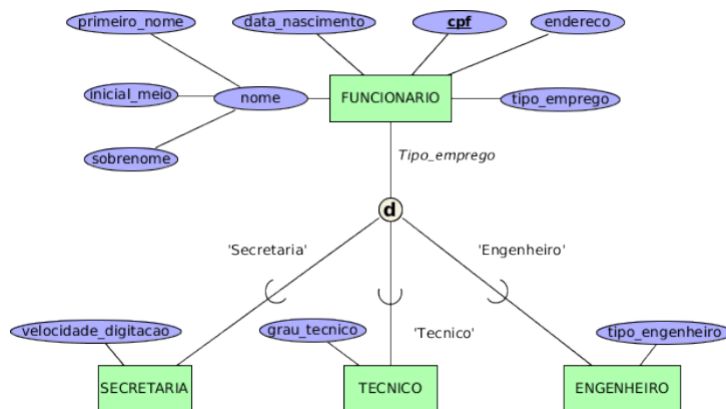 primeiro_nome
data_nascimento
cpf
endereco
inicial_meio
nome
FUNCIONARIO
tipo_emprego
sobrenome
Tipo_emprego
d
'Secretaria'
'Engenheiro'
velocidade_digitacao
grau_tecnico
'Tecnico'
tipo_engenheiro
SECRETARIA
TECNICO
ENGENHEIRO